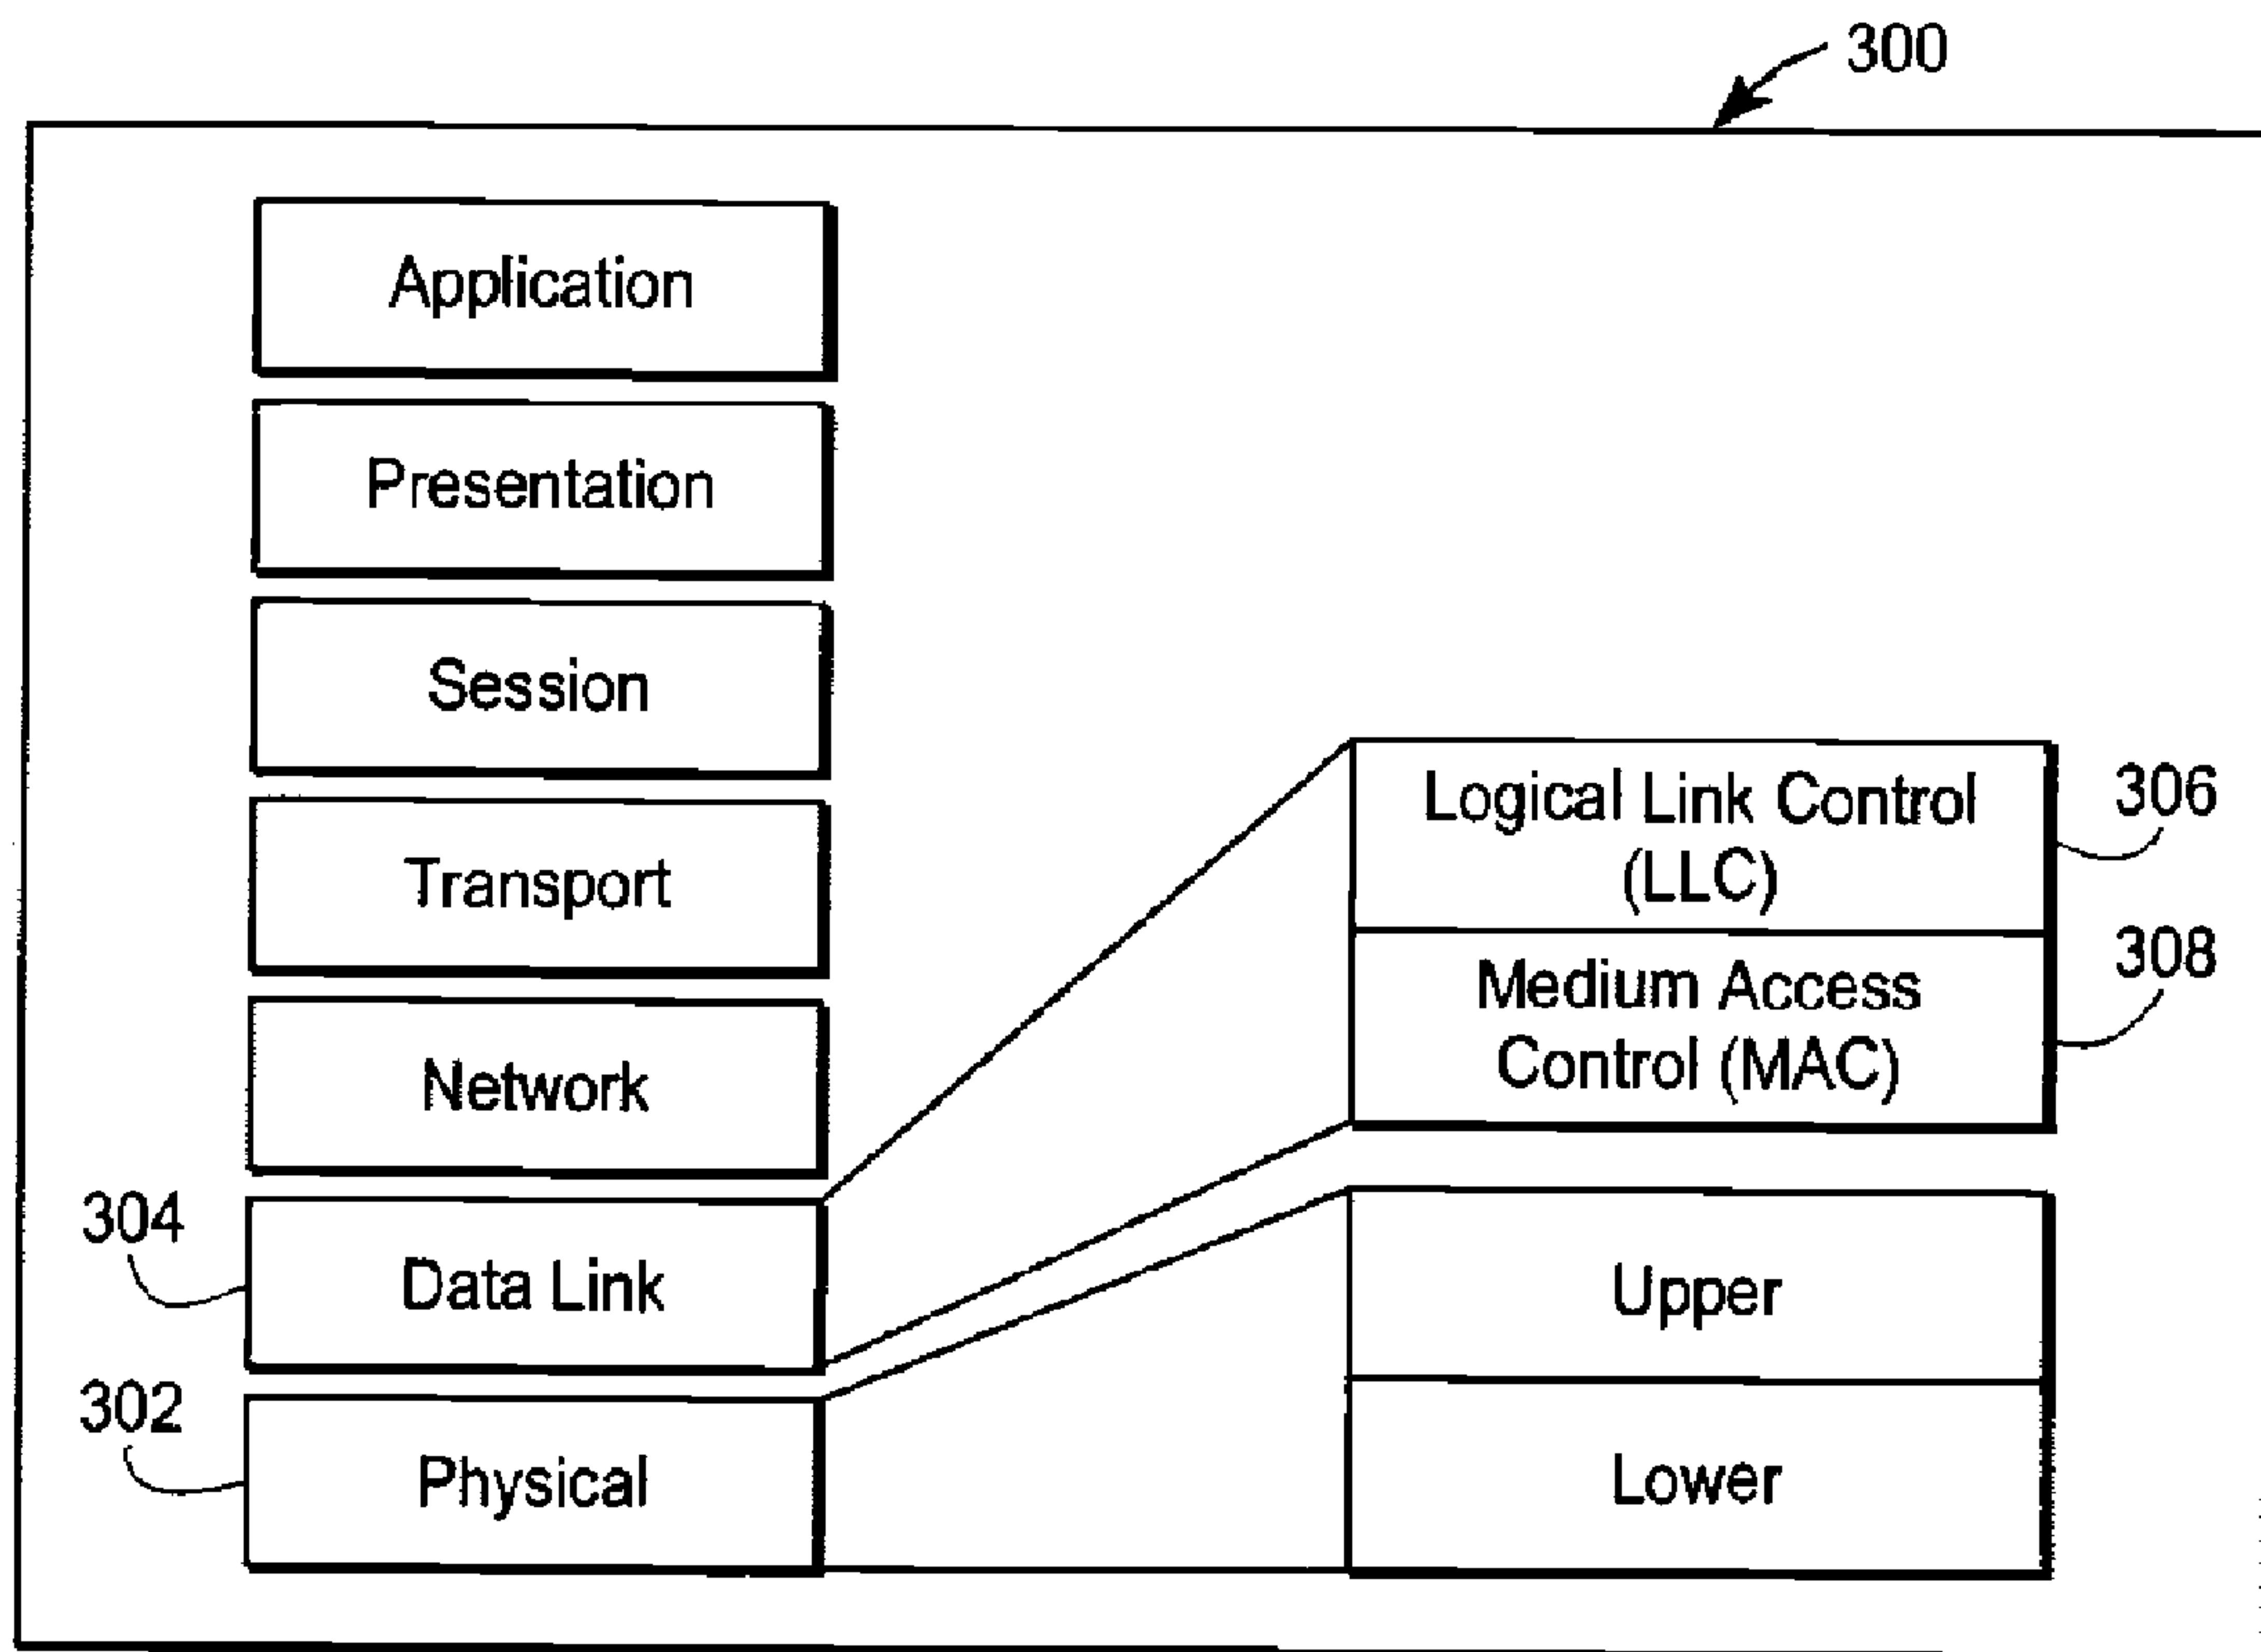 300
Application
Presentation
Session
Transport
Network
304
Data Link
302
Physical
Logical Link Control
(LLC)
306
Medium Access
Control (MAC)
308
Upper
Lower